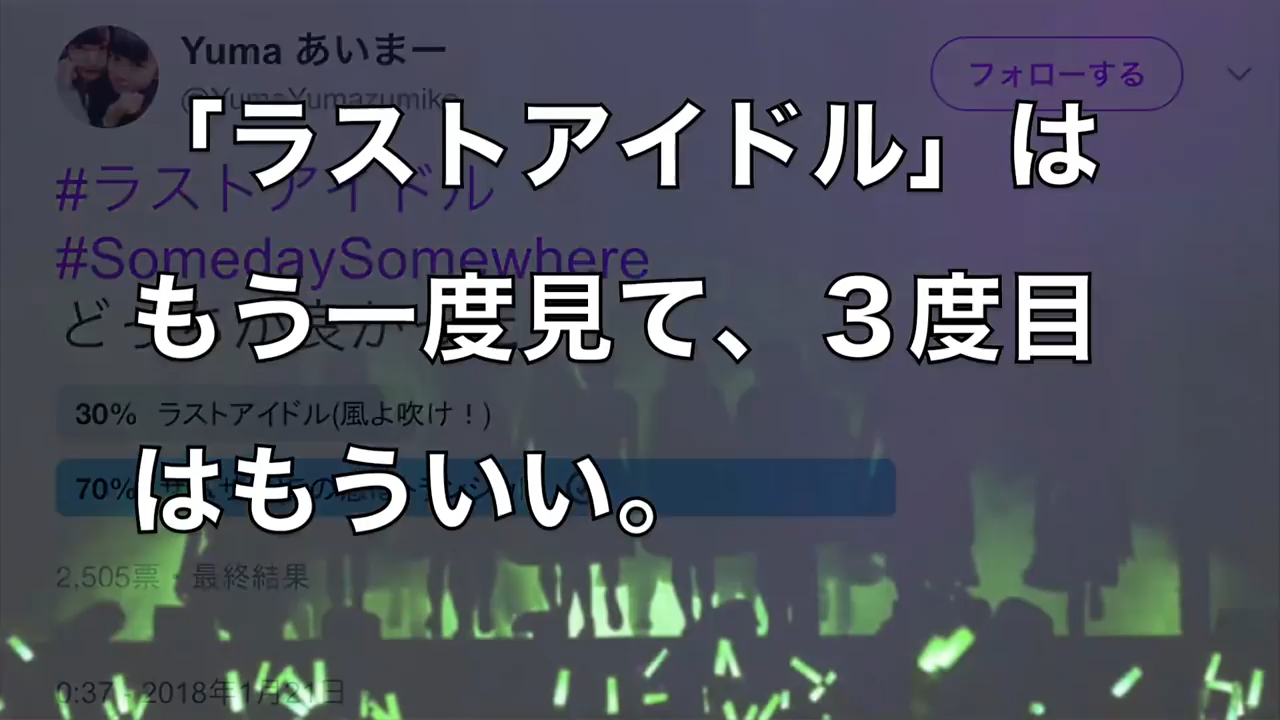 Yuma あいまー
フォローする
「ラストアイドル」は
#ラストアイドル
#SomedaySomewhere
もう一度見て、３度目
30% ラストアイドル(風よ吹け！)
70%
はもういい。
2,505票・最終結果
0:37 - 2018年1月21日